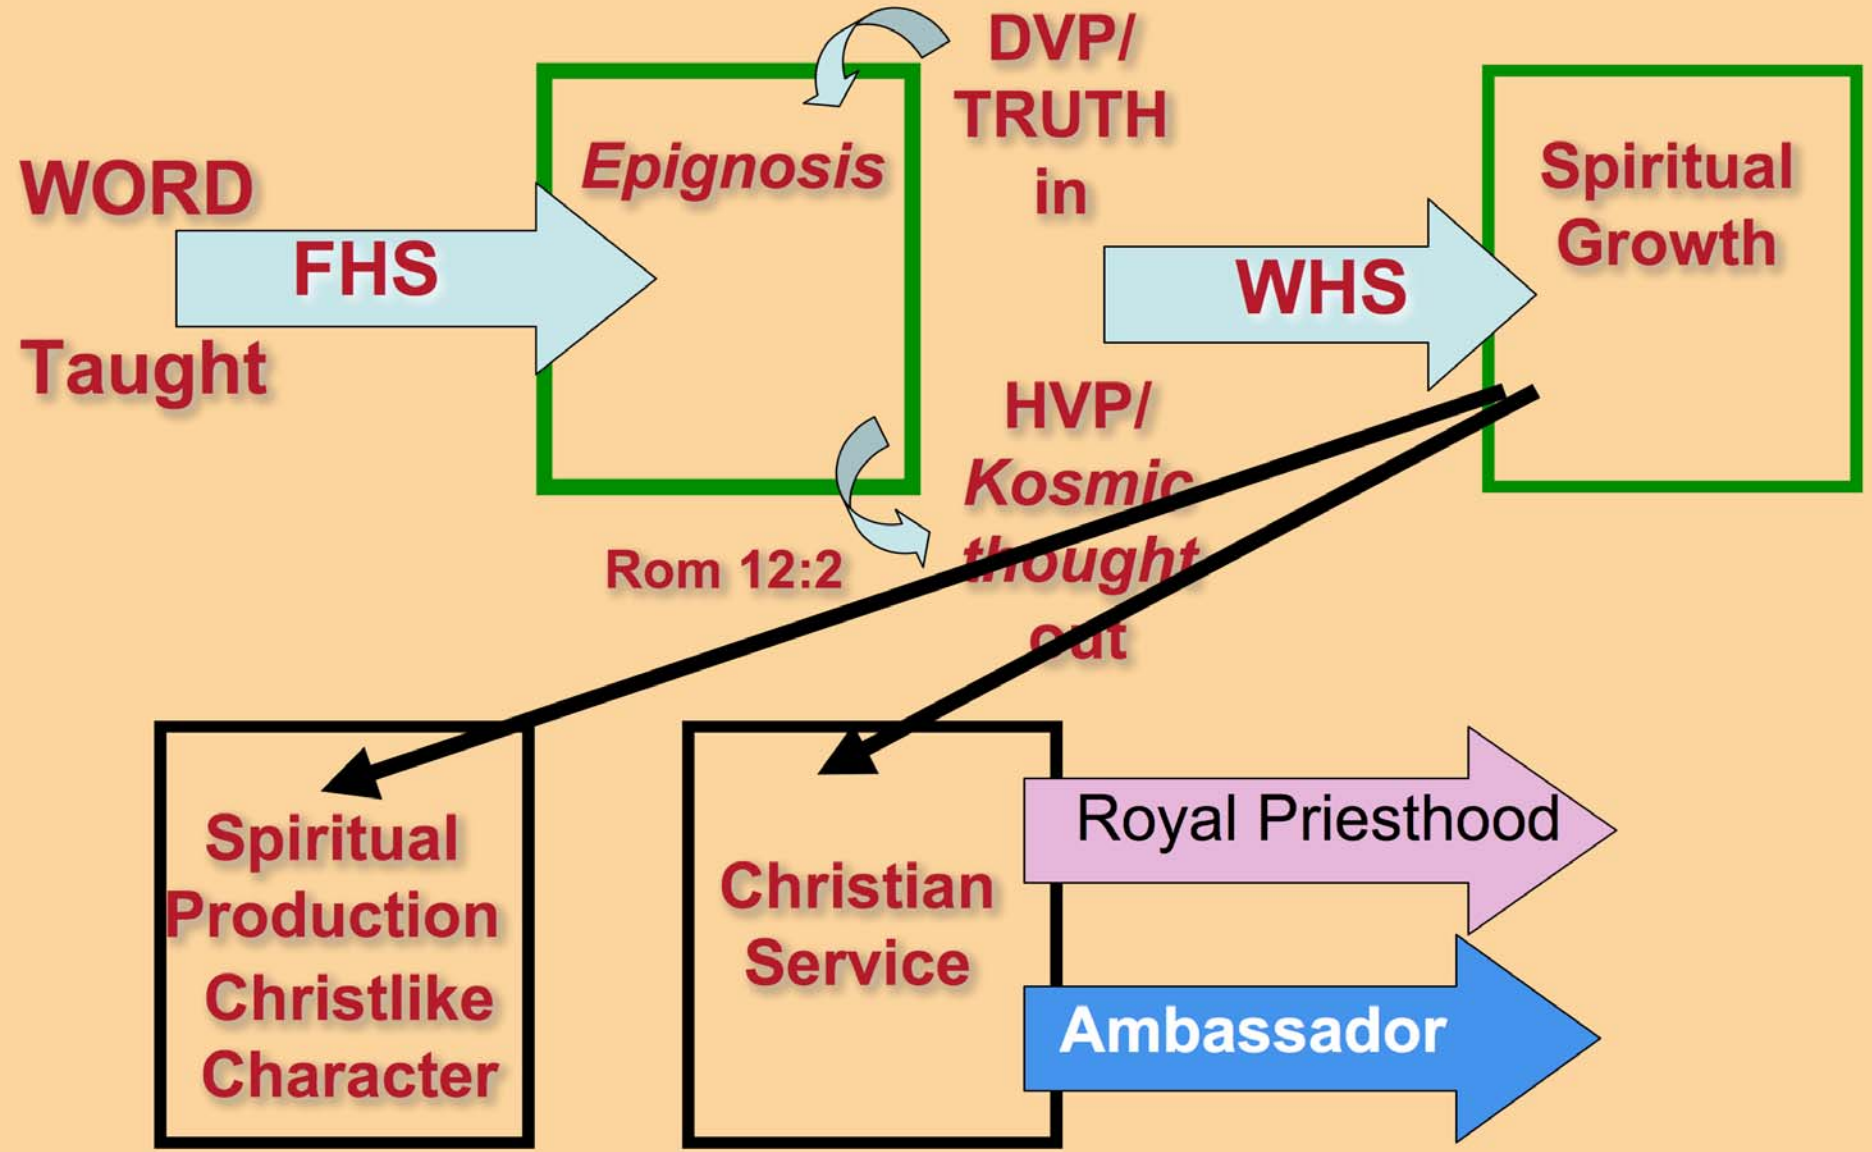 WORD
Taught
FHS
Epignosis
DVP/
TRUTH
in
HVP/
Kosmic
thought
out
Rom 12:2
WHS
Spiritual
Growth
Spiritual
Production
Christlike
Character
Christian
Service
Royal Priesthood
Ambassador